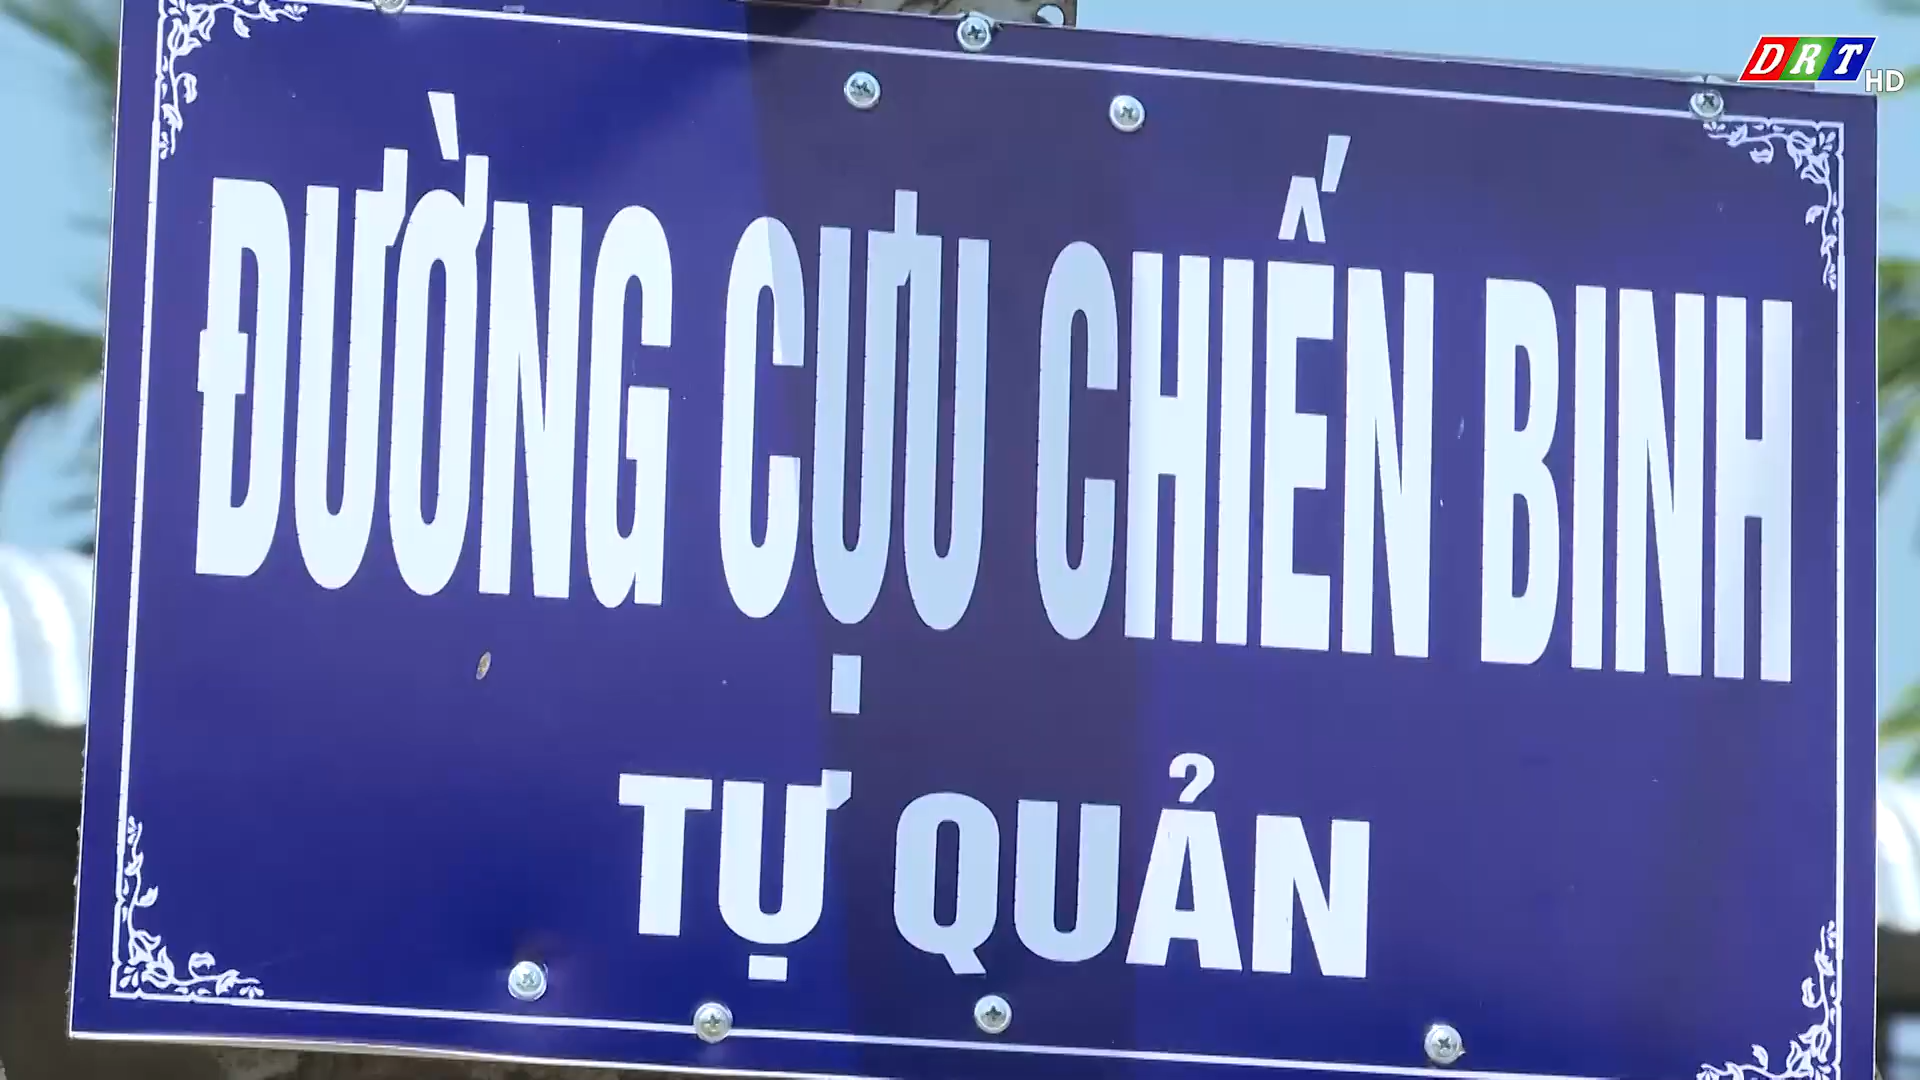 DRT HD
ĐƯỜNG CỰU CHIẾN BINH
TỰ QUẢN